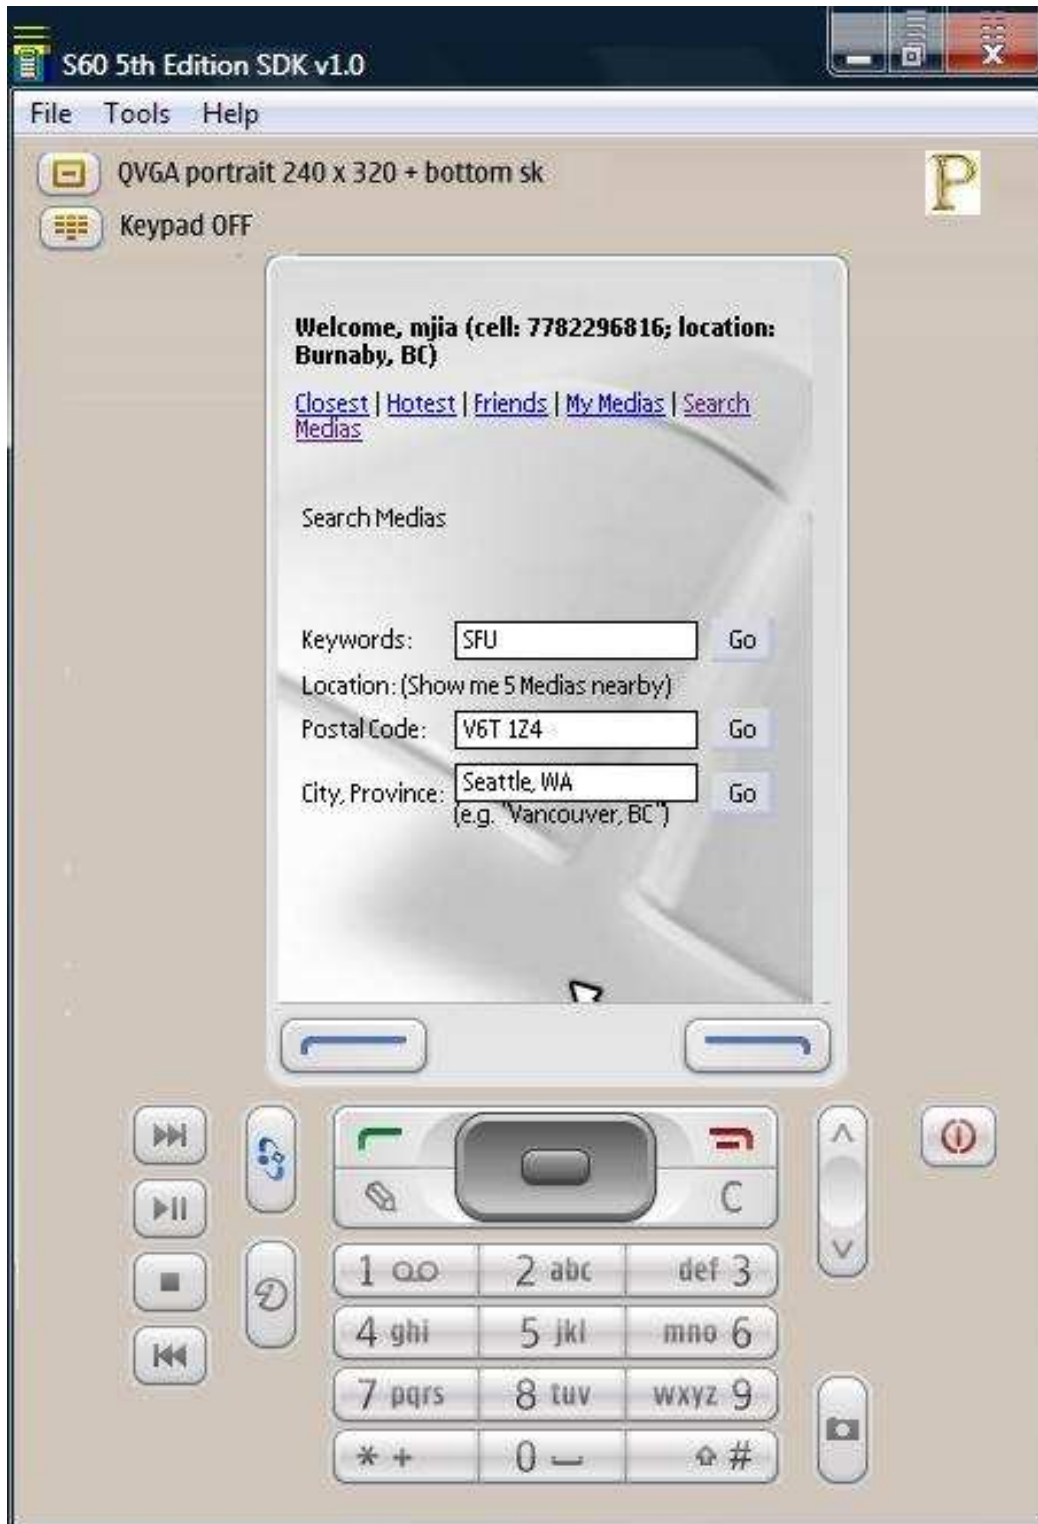 S60 5th Edition SDK v1.0
File Tools Help
QVGA portrait 240 x 320 + bottom sk
P
Keypad OFF
Welcome, mjia (cell: 7782296816; location:
Burnaby, BC)
Closest | Hotest | Friends | My Medias | Search
Medias
Search Medias
Keywords: SFU Go
Location: (Show me 5 Medias nearby)
Postal Code: V6T 1Z4 Go
City, Province: Seattle, WA Go
(e.g. "Vancouver, BC")
C
1 2 abc def 3
4 ghi 5 jkl mno 6
7 pqrs 8 tuv wxyz 9
* + 0 #